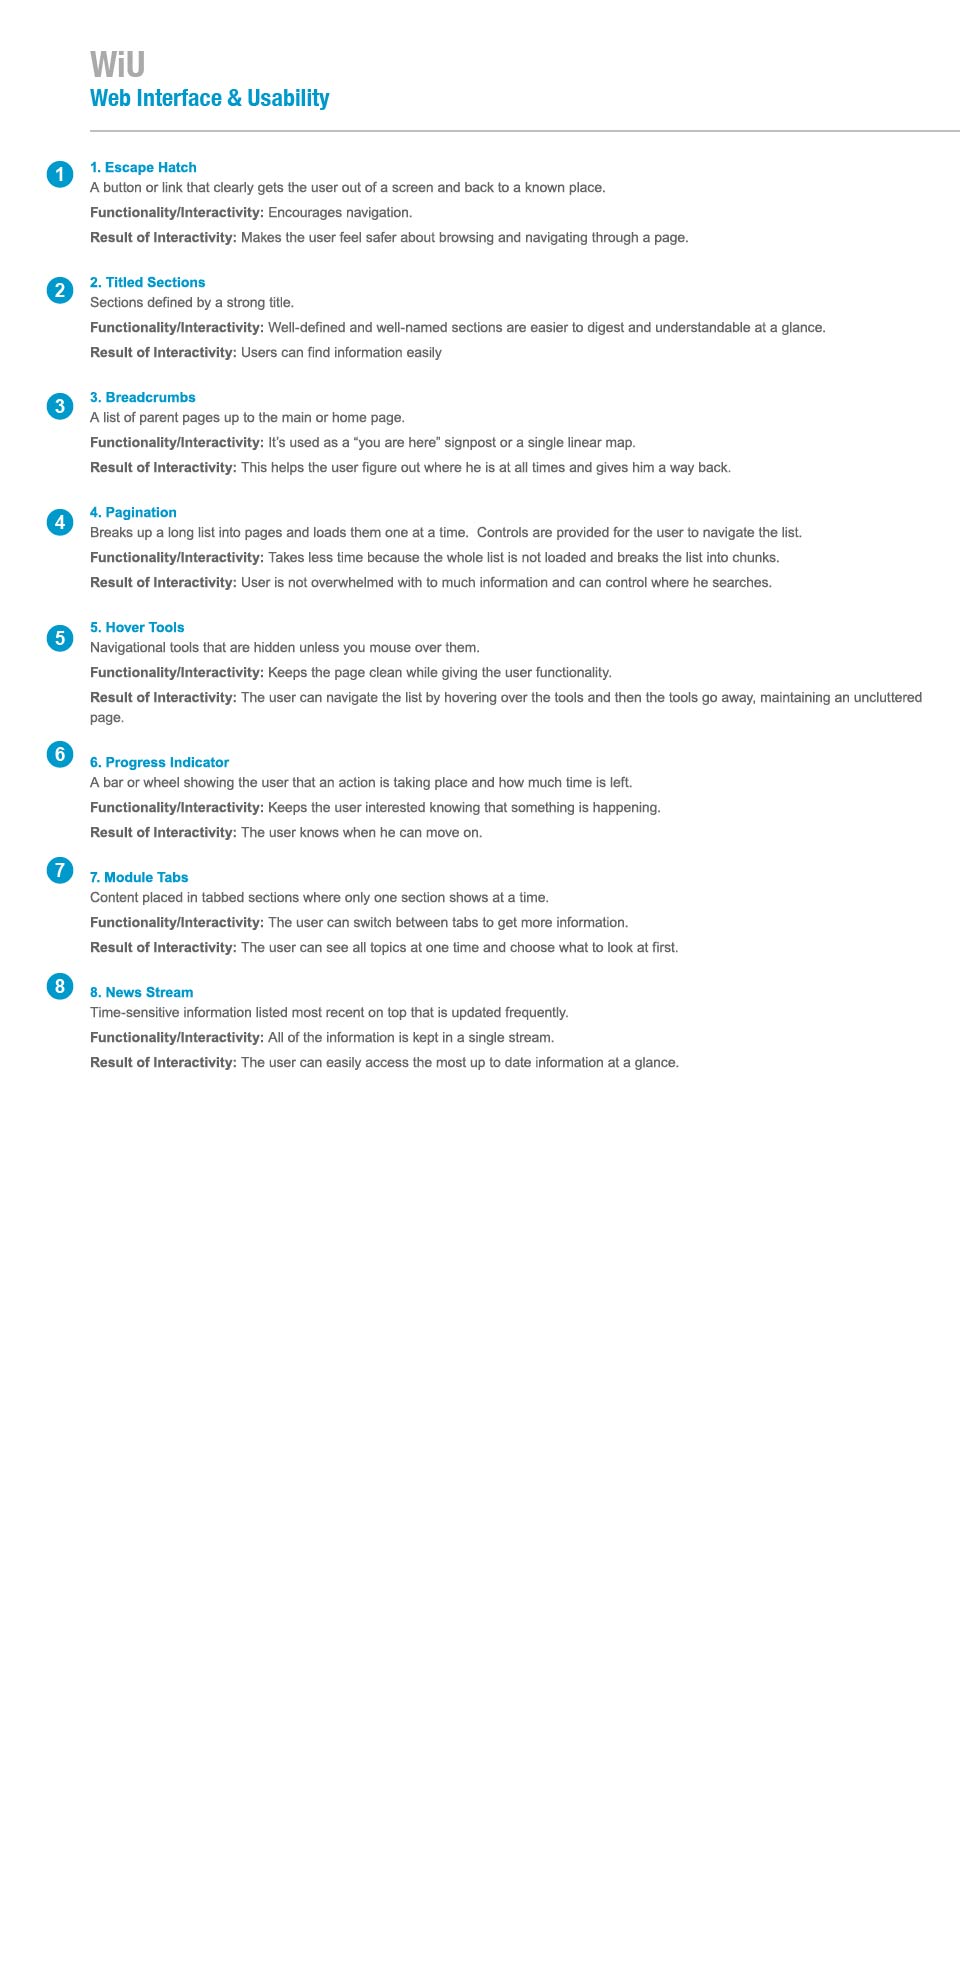 WiU
Web Interface & Usability
1
1. Escape Hatch
A button or link that clearly gets the user out of a screen and back to a known place.
Functionality/Interactivity: Encourages navigation.
Result of Interactivity: Makes the user feel safer about browsing and navigating through a page.
2
2. Titled Sections
Sections defined by a strong title.
Functionality/Interactivity: Well-defined and well-named sections are easier to digest and understandable at a glance.
Result of Interactivity: Users can find information easily
3
3. Breadcrumbs
A list of parent pages up to the main or home page.
Functionality/Interactivity: It’s used as a “you are here” signpost or a single linear map.
Result of Interactivity: This helps the user figure out where he is at all times and gives him a way back.
4
4. Pagination
Breaks up a long list into pages and loads them one at a time.  Controls are provided for the user to navigate the list.
Functionality/Interactivity: Takes less time because the whole list is not loaded and breaks the list into chunks.
Result of Interactivity: User is not overwhelmed with to much information and can control where he searches.
5
5. Hover Tools
Navigational tools that are hidden unless you mouse over them.
Functionality/Interactivity: Keeps the page clean while giving the user functionality.
Result of Interactivity: The user can navigate the list by hovering over the tools and then the tools go away, maintaining an uncluttered
page.
6
6. Progress Indicator
A bar or wheel showing the user that an action is taking place and how much time is left.
Functionality/Interactivity: Keeps the user interested knowing that something is happening.
Result of Interactivity: The user knows when he can move on.
7
7. Module Tabs
Content placed in tabbed sections where only one section shows at a time.
Functionality/Interactivity: The user can switch between tabs to get more information.
Result of Interactivity: The user can see all topics at one time and choose what to look at first.
8
8. News Stream
Time-sensitive information listed most recent on top that is updated frequently.
Functionality/Interactivity: All of the information is kept in a single stream.
Result of Interactivity: The user can easily access the most up to date information at a glance.